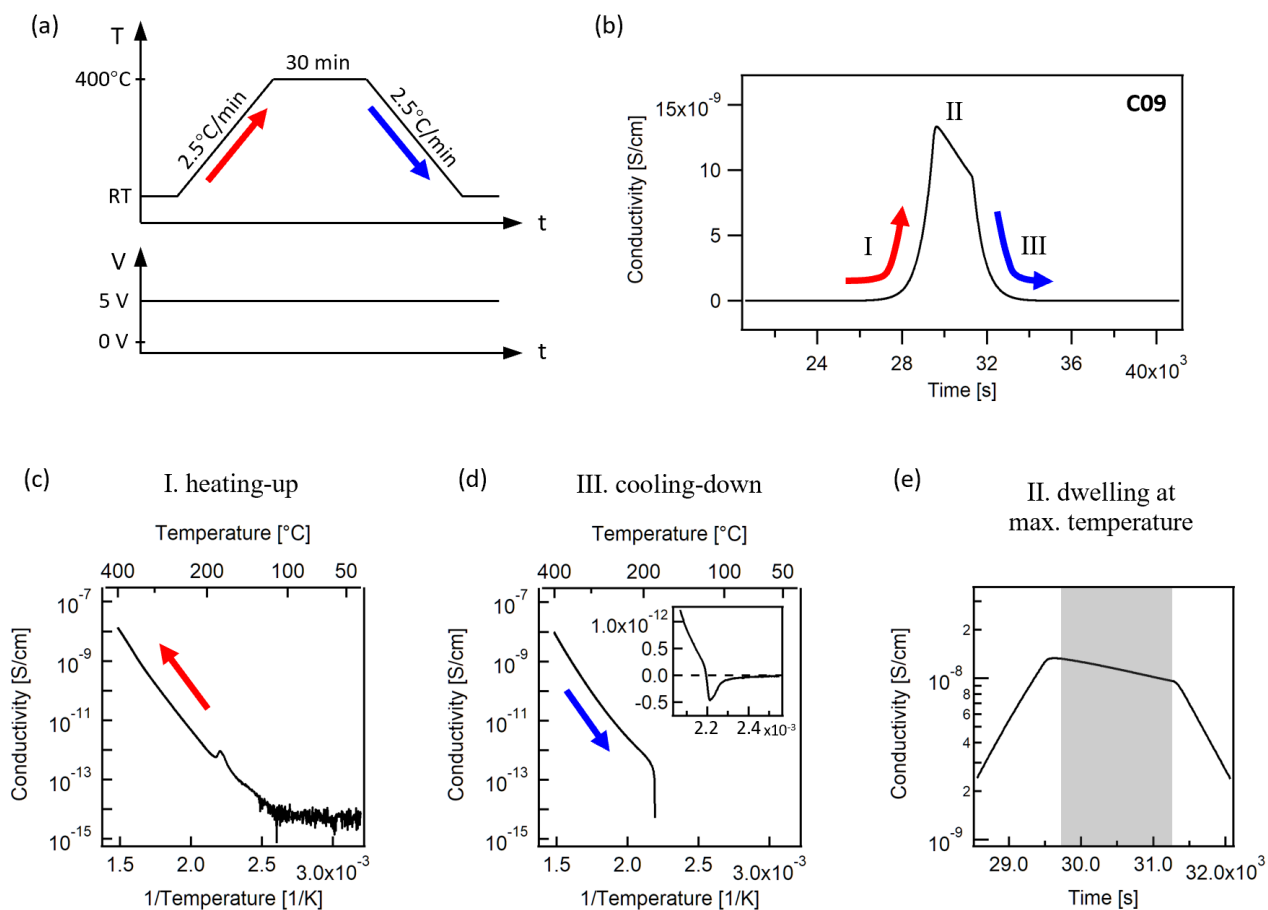 (a)
T
400°C
RT
30 min
2.5°C/min
2.5°C/min
t
V
5 V
0 V
t
(b)
C09
Conductivity [S/cm]
15x10⁻⁹
10
5
0
I
II
III
24
28
32
36
40x10³
Time [s]
(c)
I. heating-up
Temperature [°C]
400
200
100
50
Conductivity [S/cm]
10⁻⁷
10⁻⁹
10⁻¹¹
10⁻¹³
10⁻¹⁵
1.5
2.0
2.5
3.0x10⁻³
1/Temperature [1/K]
(d)
III. cooling-down
Temperature [°C]
400
200
100
50
Conductivity [S/cm]
10⁻⁷
10⁻⁹
10⁻¹¹
10⁻¹³
10⁻¹⁵
1.0x10⁻¹²
0.5
0.0
-0.5
2.2
2.4 x10⁻³
1.5
2.0
2.5
3.0x10⁻³
1/Temperature [1/K]
(e)
II. dwelling at
max. temperature
Conductivity [S/cm]
2
10⁻⁸
8
6
4
2
10⁻⁹
29.0
30.0
31.0
32.0x10³
Time [s]